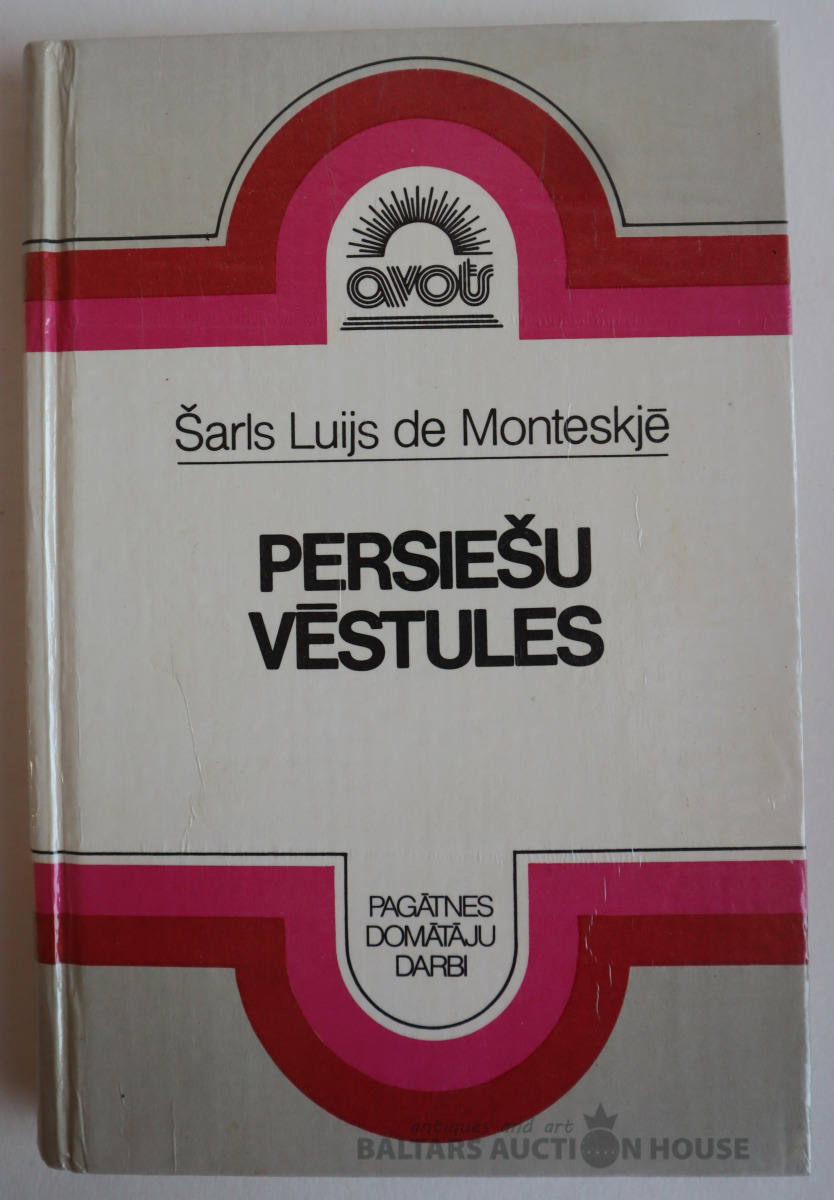 avots
Šarls Luijs de Monteskjē
PERSIEŠU
VĒSTULES
PAGĀTNES
DOMĀTĀJU
DARBI
antiques and art
BALTARS AUCTION HOUSE